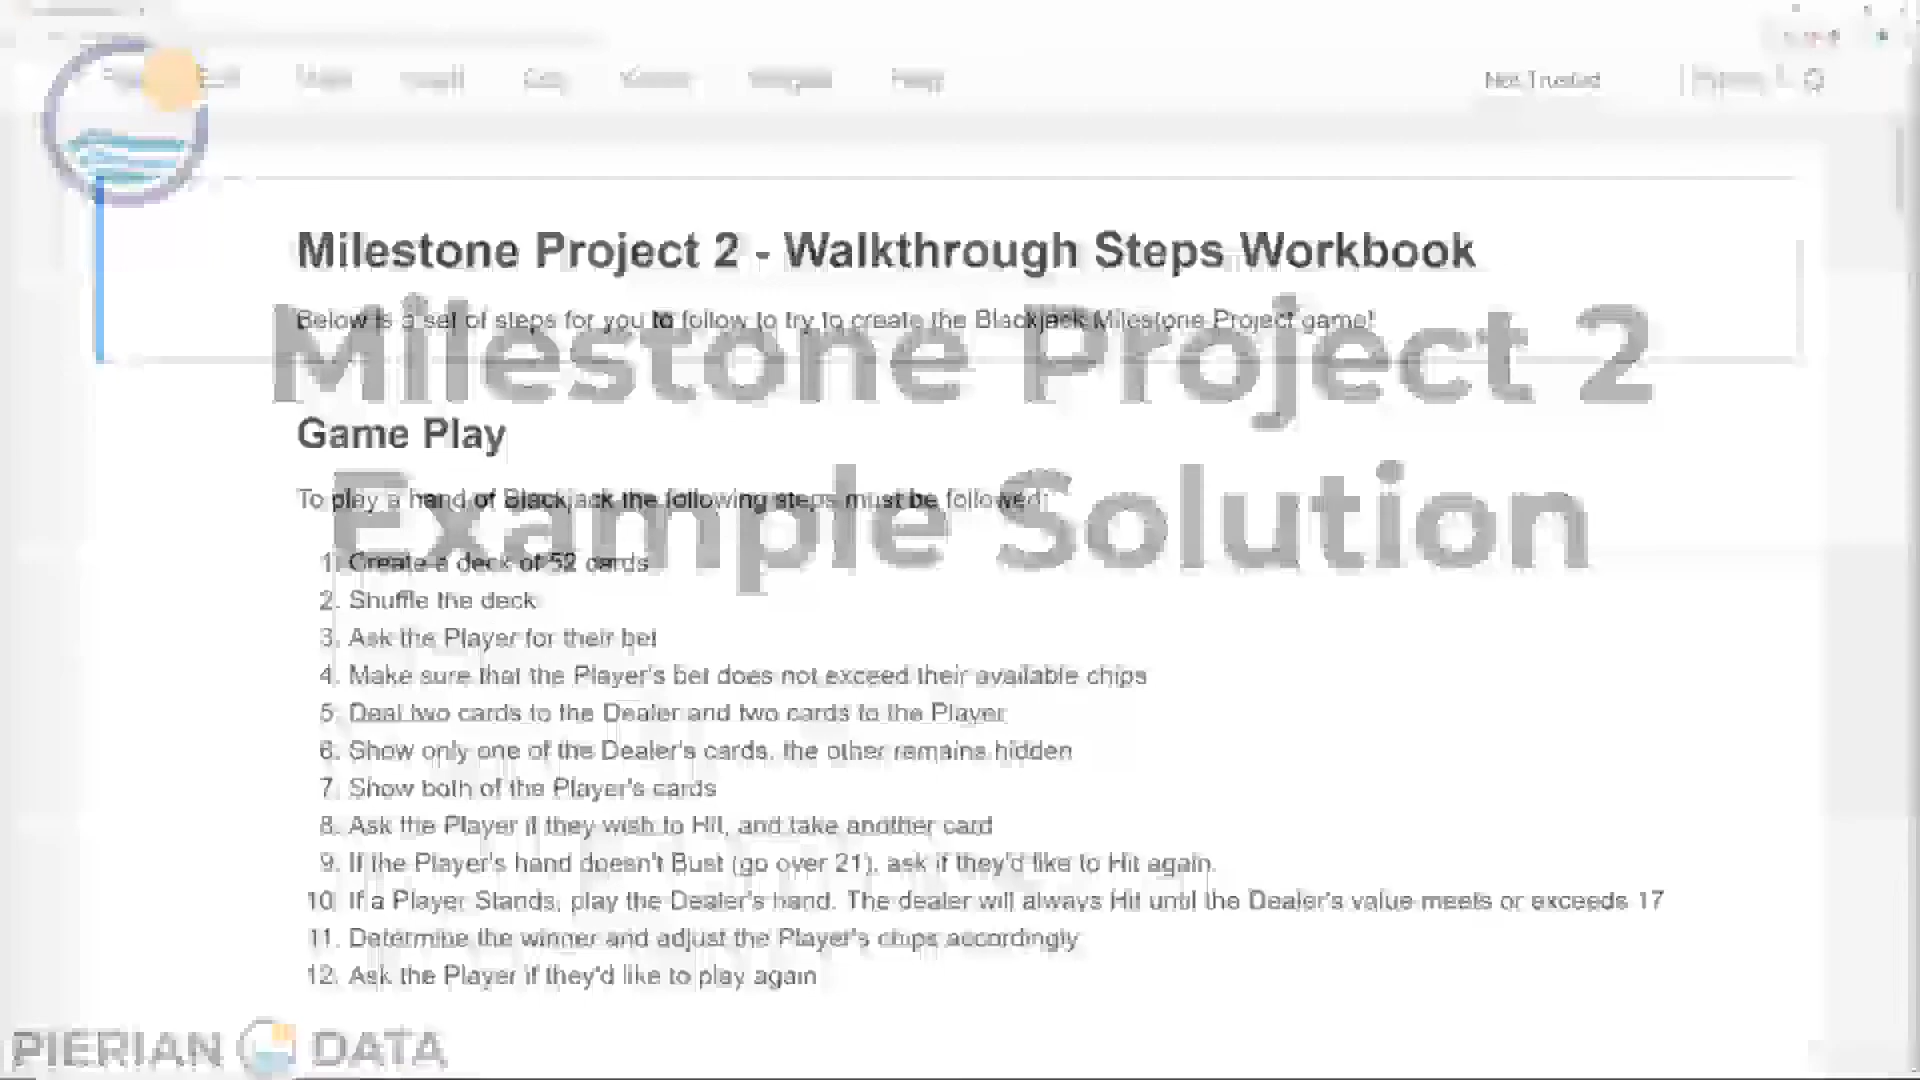 Not Trusted
Milestone Project 2 - Walkthrough Steps Workbook
Below is a set of steps for you to follow to try to create the Blackjack Milestone Project game!
Milestone Project 2
Game Play
Example Solution
To play a hand of Blackjack the following steps must be followed:
1. Create a deck of 52 cards
2. Shuffle the deck
3. Ask the Player for their bet
4. Make sure that the Player's bet does not exceed their available chips
5. Deal two cards to the Dealer and two cards to the Player
6. Show only one of the Dealer's cards, the other remains hidden
7. Show both of the Player's cards
8. Ask the Player if they wish to Hit, and take another card
9. If the Player's hand doesn't Bust (go over 21), ask if they'd like to Hit again.
10. If a Player Stands, play the Dealer's hand. The dealer will always Hit until the Dealer's value meets or exceeds 17
11. Determine the winner and adjust the Player's chips accordingly
12. Ask the Player if they'd like to play again
PIERIAN DATA